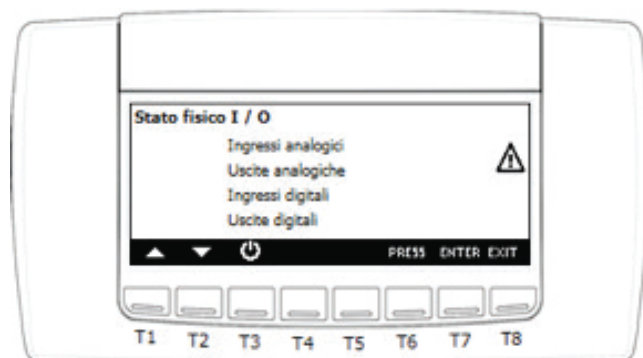 Stato fisico I / O
Ingressi analogici
Uscite analogiche
Ingressi digitali
Uscite digitali
PRESS ENTER EXIT
T1 T2 T3 T4 T5 T6 T7 T8